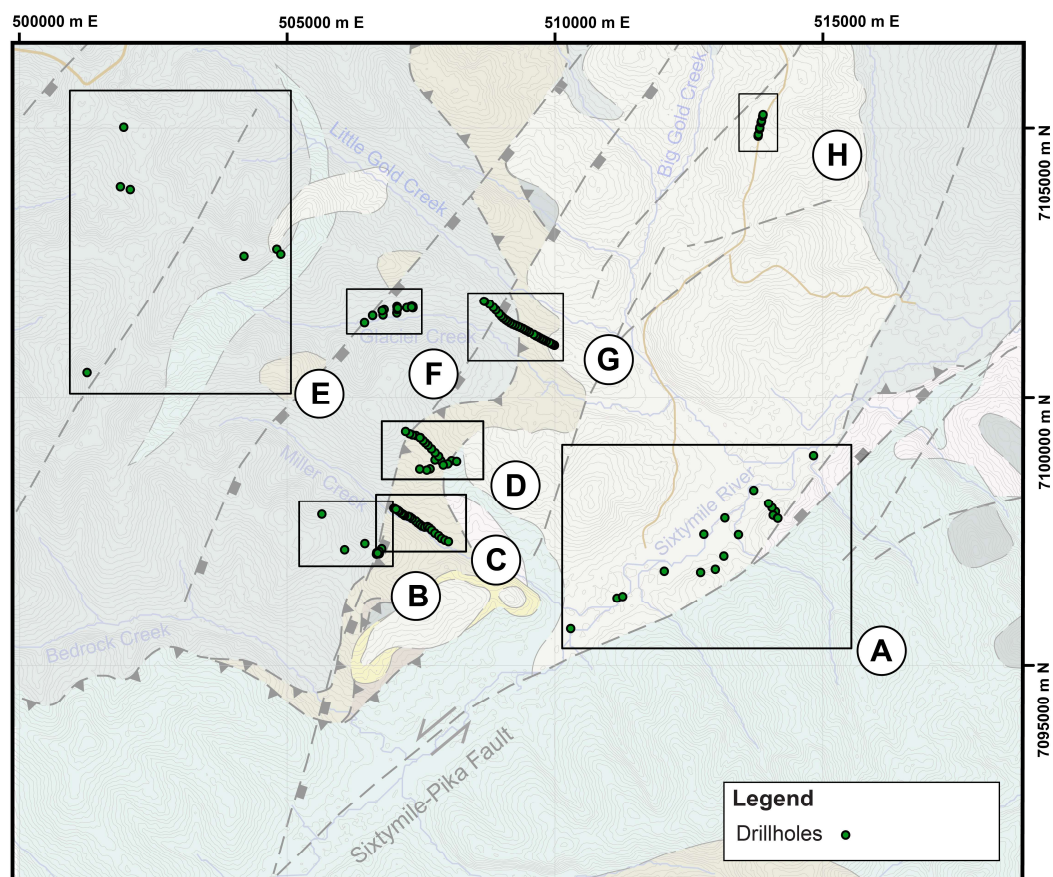 500000 m E
505000 m E
510000 m E
515000 m E
Little Gold Creek
Big Gold Creek
H
7105000 m N
Glacier Creek
G
F
E
7100000 m N
Miller Creek
D
Sixtymile River
C
B
Bedrock Creek
A
7095000 m N
Sixtymile-Pika Fault
Legend
Drillholes